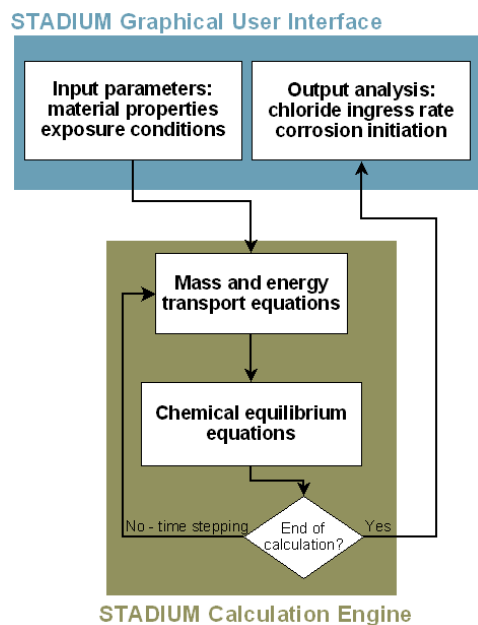 STADIUM Graphical User Interface
Input parameters:
material properties
exposure conditions
Output analysis:
chloride ingress rate
corrosion initiation
Mass and energy
transport equations
Chemical equilibrium
equations
No - time stepping
End of
calculation?
Yes
STADIUM Calculation Engine